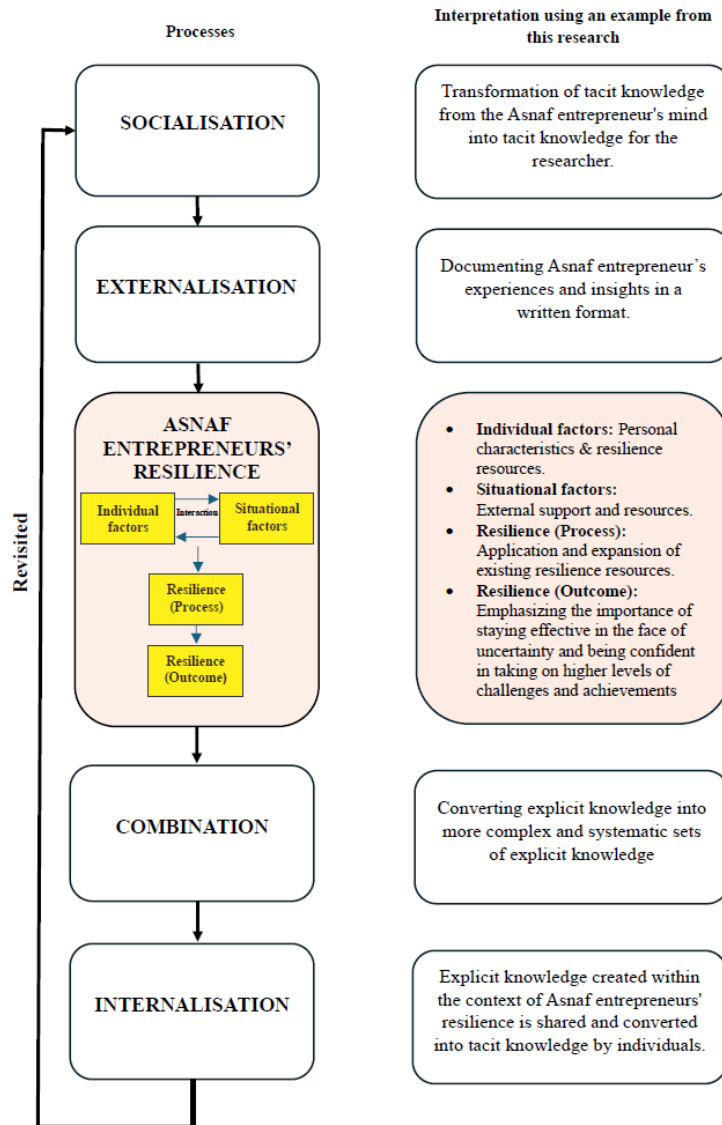 Processes
Interpretation using an example from
this research
SOCIALISATION
Transformation of tacit knowledge
from the Asnaf entrepreneur's mind
into tacit knowledge for the
researcher.
EXTERNALISATION
Documenting Asnaf entrepreneur’s
experiences and insights in a
written format.
ASNAF
ENTREPRENEURS’
RESILIENCE
Individual
factors
Interaction
Situational
factors
Resilience
(Process)
Resilience
(Outcome)
• Individual factors: Personal
characteristics & resilience
resources.
• Situational factors:
External support and resources.
• Resilience (Process):
Application and expansion of
existing resilience resources.
• Resilience (Outcome):
Emphasizing the importance of
staying effective in the face of
uncertainty and being confident
in taking on higher levels of
challenges and achievements
Revisited
COMBINATION
Converting explicit knowledge into
more complex and systematic sets
of explicit knowledge
INTERNALISATION
Explicit knowledge created within
the context of Asnaf entrepreneurs'
resilience is shared and converted
into tacit knowledge by individuals.